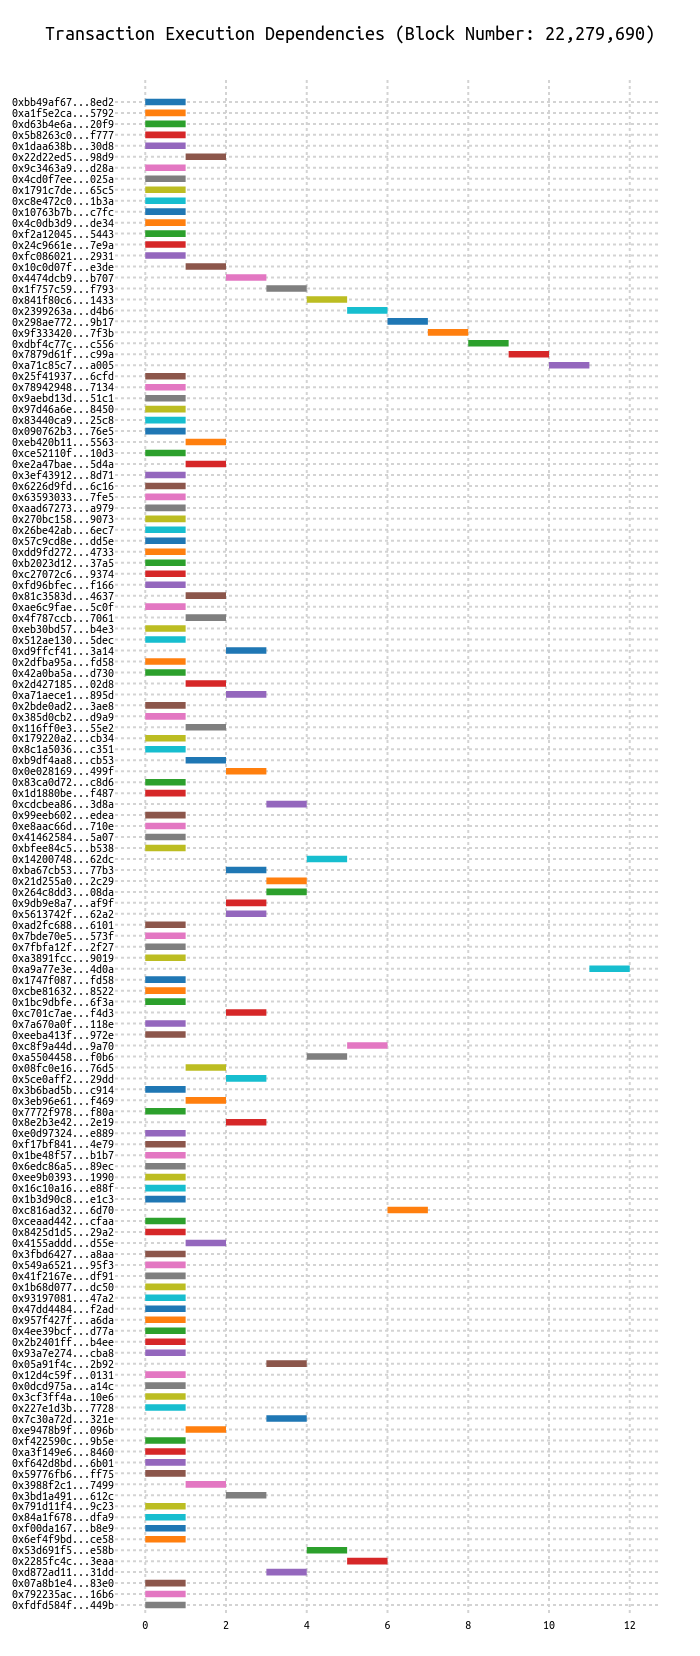 Transaction Execution Dependencies (Block Number: 22,279,690)
0xbb49af67...8ed2
0xa1f5e2ca...5792
0xd63b4e6a...20f9
0x5b8263c0...f777
0x1daa638b...30d8
0x22d22ed5...98d9
0x9c3463a9...d28a
0x4cd0f7ee...025a
0x1791c7de...65c5
0xc8e472c0...1b3a
0x10763b7b...c7fc
0x4c0db3d9...de34
0xf2a12045...5443
0x24c9661e...7e9a
0xfc086021...2931
0x10c0d07f...e3de
0x4474dcb9...b707
0x1f757c59...f793
0x841f80c6...1433
0x2399263a...d4b6
0x298ae772...9b17
0x9f333420...7f3b
0xdbf4c77c...c556
0x7879d61f...c99a
0xa71c85c7...a005
0x25f41937...6cfd
0x78942948...7134
0x9aebd13d...51c1
0x97d46a6e...8450
0x83440ca9...25c8
0x090762b3...76e5
0xeb420b11...5563
0xce52110f...10d3
0xe2a47bae...5d4a
0x3ef43912...8d71
0x6226d9fd...6c16
0x63593033...7fe5
0xaad67273...a979
0x270bc158...9073
0x26be42ab...6ec7
0x57c9cd8e...dd5e
0xdd9fd272...4733
0xb2023d12...37a5
0xc27072c6...9374
0xfd96bfec...f166
0x81c3583d...4637
0xae6c9fae...5c0f
0x4f787ccb...7061
0xeb30bd57...b4e3
0x512ae130...5dec
0xd9ffcf41...3a14
0x2dfba95a...fd58
0x42a0ba5a...d730
0x2d427185...02d8
0xa71aece1...895d
0x2bde0ad2...3ae8
0x385d0cb2...d9a9
0x116ff0e3...55e2
0x179220a2...cb34
0x8c1a5036...c351
0xb9df4aa8...cb53
0x0e028169...499f
0x83ca0d72...c8d6
0x1d1880be...f487
0xcdcbea86...3d8a
0x99eeb602...edea
0xe8aac66d...710e
0x41462584...5a07
0xbfee84c5...b538
0x14200748...62dc
0xba67cb53...77b3
0x21d255a0...2c29
0x264c8dd3...08da
0x9db9e8a7...af9f
0x5613742f...62a2
0xad2fc688...6101
0x7bde70e5...573f
0x7fbfa12f...2f27
0xa3891fcc...9019
0xa9a77e3e...4d0a
0x1747f087...fd58
0xcbe81632...8522
0x1bc9dbfe...6f3a
0xc701c7ae...f4d3
0x7a670a0f...118e
0xeeba413f...972e
0xc8f9a44d...9a70
0xa5504458...f0b6
0x08fc0e16...76d5
0x5ce0aff2...29dd
0x3b6bad5b...c914
0x3eb96e61...f469
0x7772f978...f80a
0x8e2b3e42...2e19
0xe0d97324...e889
0xf17bf841...4e79
0x1be48f57...b1b7
0x6edc86a5...89ec
0xee9b0393...1990
0x16c10a16...e88f
0x1b3d90c8...e1c3
0xc816ad32...6d70
0xceaad442...cfaa
0x8425d1d5...29a2
0x4155addd...d55e
0x3fbd6427...a8aa
0x549a6521...95f3
0x41f2167e...df91
0x1b68d077...dc50
0x93197081...47a2
0x47dd4484...f2ad
0x957f427f...a6da
0x4ee39bcf...d77a
0x2b2401ff...b4ee
0x93a7e274...cba8
0x05a91f4c...2b92
0x12d4c59f...0131
0x0dcd975a...a14c
0x3cf3ff4a...10e6
0x227e1d3b...7728
0x7c30a72d...321e
0xe9478b9f...096b
0xf422590c...9b5e
0xa3f149e6...8460
0xf642d8bd...6b01
0x59776fb6...ff75
0x3988f2c1...7499
0x3bd1a491...612c
0x791d11f4...9c23
0x84a1f678...dfa9
0xf00da167...b8e9
0x6ef4f9bd...ce58
0x53d691f5...e58b
0x2285fc4c...3eaa
0xd872ad11...31dd
0x07a8b1e4...83e0
0x792235ac...16b6
0xfdfd584f...449b
0 2 4 6 8 10 12